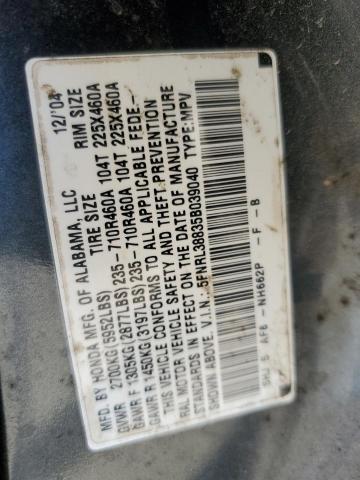 MFD. BY HONDA MFG. OF ALABAMA, LLC 12/'04
TIRE SIZE RIM SIZE
GVWR 2700KG(5952LBS)
GAWR F 1305KG(2877LBS) 235-710R460A 104T 225X460A
GAWR R 1450KG(3197LBS) 235-710R460A 104T 225X460A
THIS VEHICLE CONFORMS TO ALL APPLICABLE FEDE-
RAL MOTOR VEHICLE SAFETY AND THEFT PREVENTION
STANDARDS IN EFFECT ON THE DATE OF MANUFACTURE
SHOWN ABOVE. V.I.N.: 5FNRL38835B039040 TYPE:MPV
SHJ 5 AF6 -NH662P -F -B